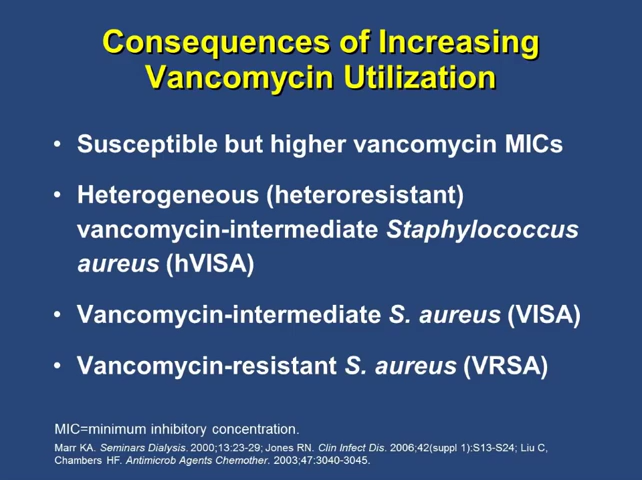 Consequences of Increasing
Vancomycin Utilization
• Susceptible but higher vancomycin MICs
• Heterogeneous (heteroresistant)
vancomycin-intermediate Staphylococcus
aureus (hVISA)
• Vancomycin-intermediate S. aureus (VISA)
• Vancomycin-resistant S. aureus (VRSA)
MIC=minimum inhibitory concentration.
Marr KA. Seminars Dialysis. 2000;13:23-29; Jones RN. Clin Infect Dis. 2006;42(suppl 1):S13-S24; Liu C,
Chambers HF. Antimicrob Agents Chemother. 2003;47:3040-3045.